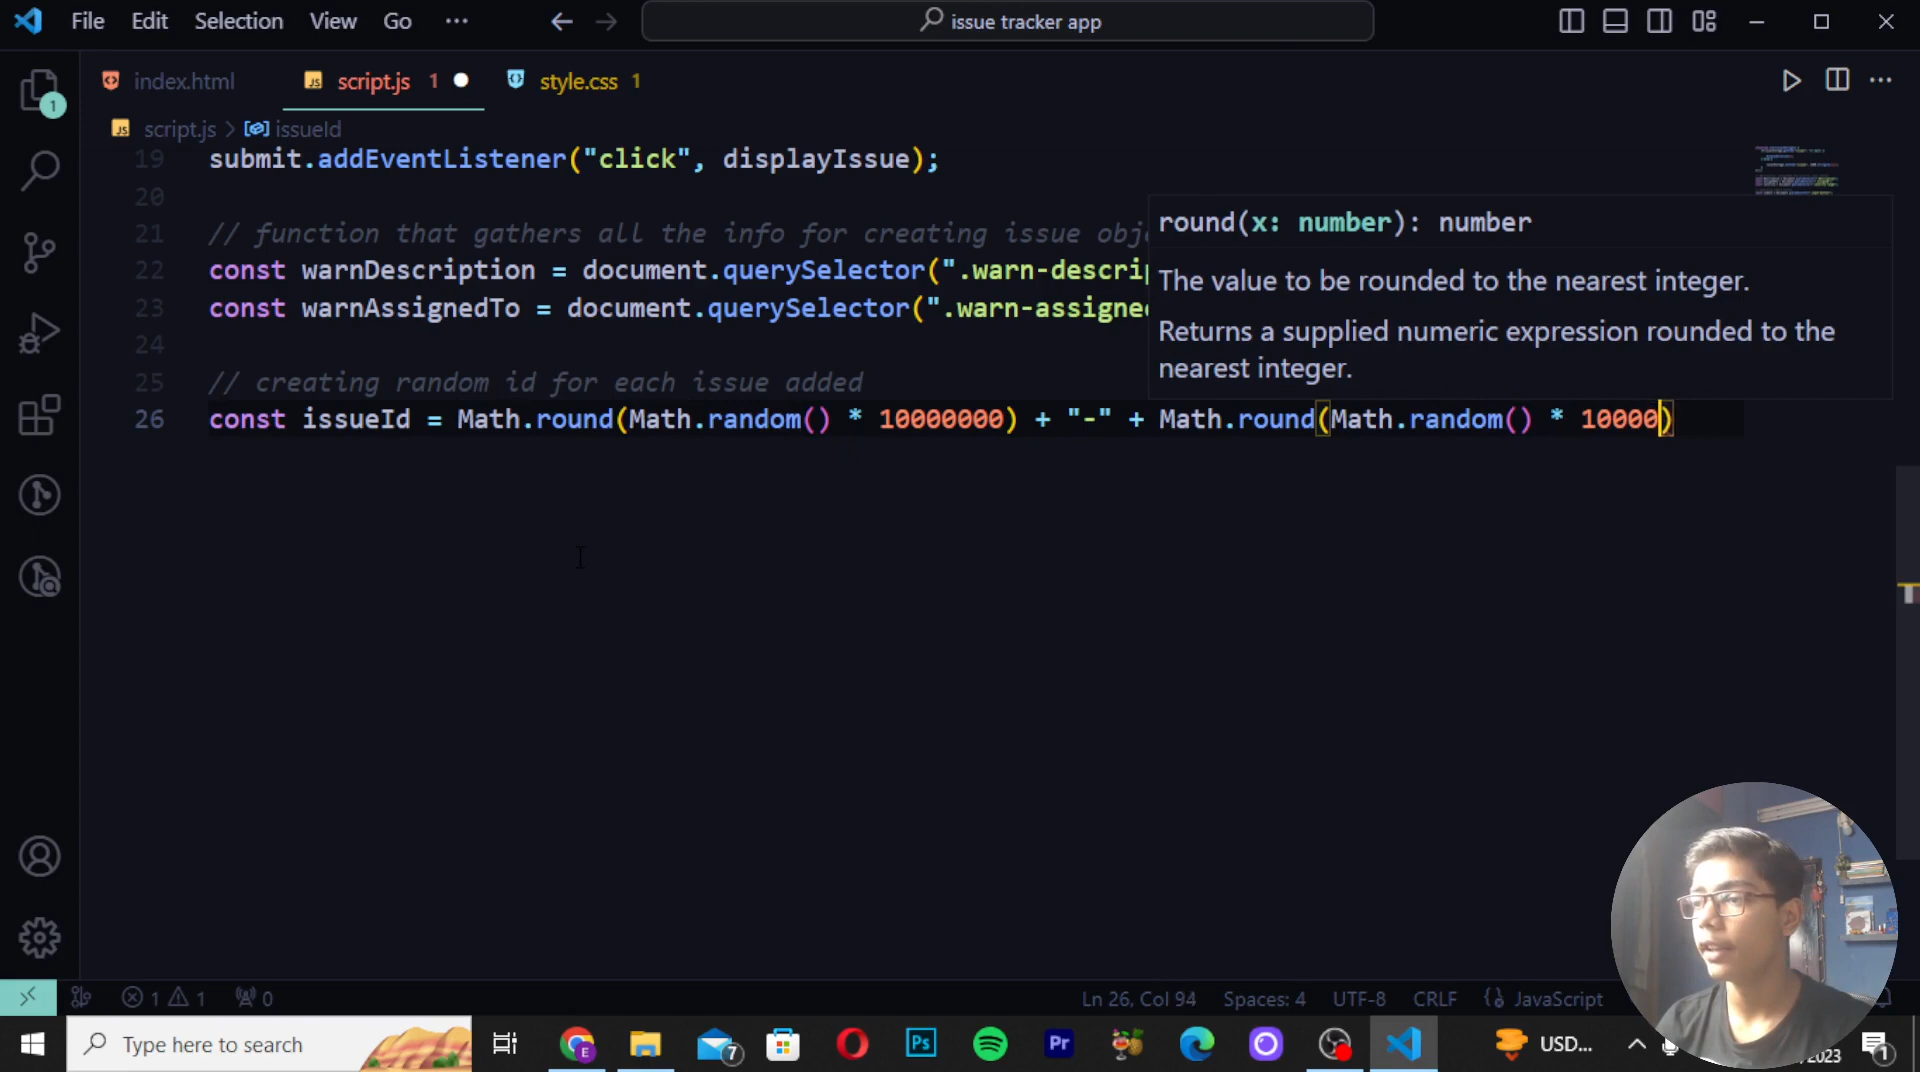 File Edit Selection View Go ··· issue tracker app
index.html script.js 1 style.css 1
1
script.js > issueId
19 submit.addEventListener("click", displayIssue);
20
21 // function that gathers all the info for creating issue obj
22 const warnDescription = document.querySelector(".warn-descrip
23 const warnAssignedTo = document.querySelector(".warn-assigne
24
25 // creating random id for each issue added
26 const issueId = Math.round(Math.random() * 10000000) + "-" + Math.round(Math.random() * 10000)
round(x: number): number
The value to be rounded to the nearest integer.
Returns a supplied numeric expression rounded to the
nearest integer.
1 1 0 Ln 26, Col 94 Spaces: 4 UTF-8 CRLF {} JavaScript
Type here to search 7 USD... 2023 1